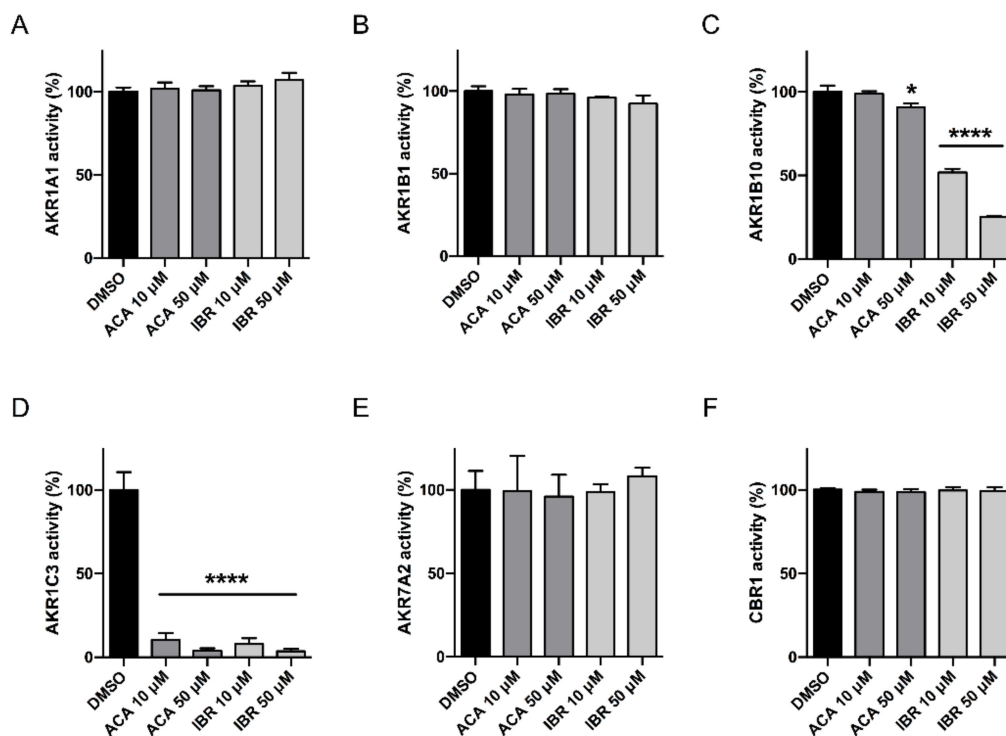 A
AKR1A1 activity (%)
100
50
0
DMSO
ACA 10 µM
ACA 50 µM
IBR 10 µM
IBR 50 µM
B
AKR1B1 activity (%)
100
50
0
DMSO
ACA 10 µM
ACA 50 µM
IBR 10 µM
IBR 50 µM
C
AKR1B10 activity (%)
100
50
0
*
****
DMSO
ACA 10 µM
ACA 50 µM
IBR 10 µM
IBR 50 µM
D
AKR1C3 activity (%)
100
50
0
****
DMSO
ACA 10 µM
ACA 50 µM
IBR 10 µM
IBR 50 µM
E
AKR7A2 activity (%)
100
50
0
DMSO
ACA 10 µM
ACA 50 µM
IBR 10 µM
IBR 50 µM
F
CBR1 activity (%)
100
50
0
DMSO
ACA 10 µM
ACA 50 µM
IBR 10 µM
IBR 50 µM